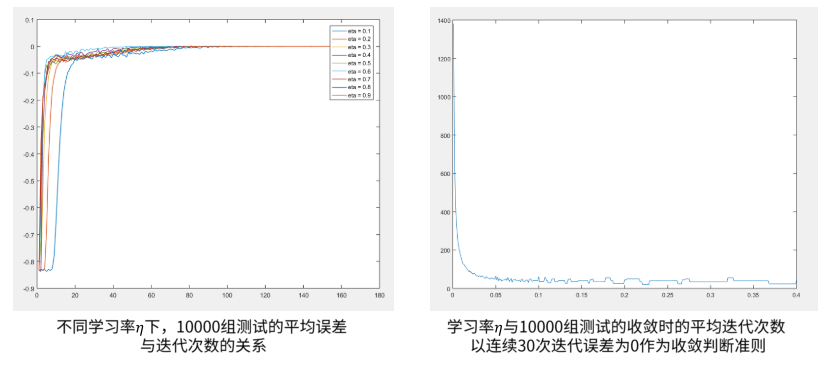 0.1
0
-0.1
-0.2
-0.3
-0.4
-0.5
-0.6
-0.7
-0.8
-0.9
0 20 40 60 80 100 120 140 160 180
eta = 0.1
eta = 0.2
eta = 0.3
eta = 0.4
eta = 0.5
eta = 0.6
eta = 0.7
eta = 0.8
eta = 0.9
不同学习率η下，10000组测试的平均误差
与迭代次数的关系
1400
1200
1000
800
600
400
200
0
0 0.05 0.1 0.15 0.2 0.25 0.3 0.35 0.4
学习率η与10000组测试的收敛时的平均迭代次数
以连续30次迭代误差为0作为收敛判断准则